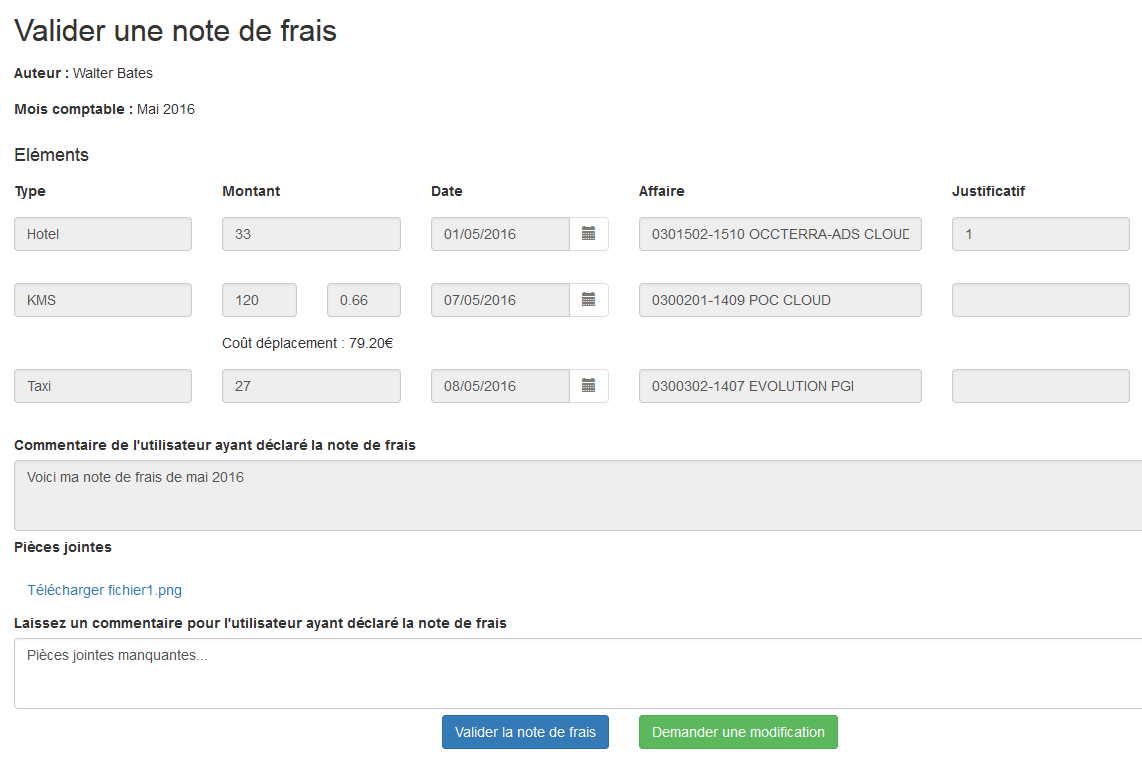 Valider une note de frais
Auteur : Walter Bates
Mois comptable : Mai 2016
Eléments
Type Montant Date Affaire Justificatif
Hotel 33 01/05/2016 0301502-1510 OCCTERRA-ADS CLOUD 1
KMS 120 0.66 07/05/2016 0300201-1409 POC CLOUD
Coût déplacement : 79.20€
Taxi 27 08/05/2016 0300302-1407 EVOLUTION PGI
Commentaire de l'utilisateur ayant déclaré la note de frais
Voici ma note de frais de mai 2016
Pièces jointes
Télécharger fichier1.png
Laissez un commentaire pour l'utilisateur ayant déclaré la note de frais
Pièces jointes manquantes...
Valider la note de frais Demander une modification